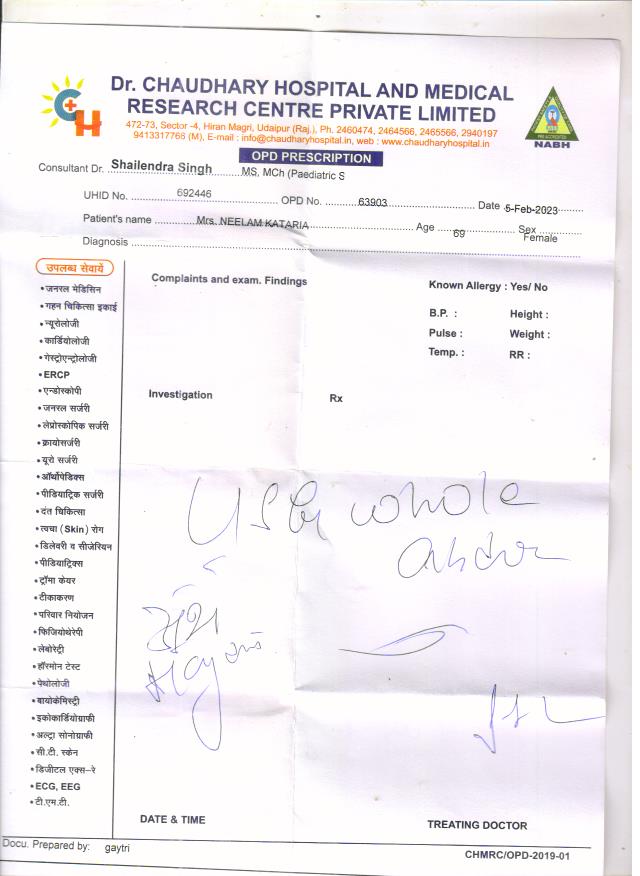 C+H
Dr. CHAUDHARY HOSPITAL AND MEDICAL
RESEARCH CENTRE PRIVATE LIMITED
472-73, Sector -4, Hiran Magri, Udaipur (Raj.), Ph. 2460474, 2464566, 2465566, 2940197
9413317766 (M), E-mail : info@chaudharyhospital.in, web : www.chaudharyhospital.in
NABH
OPD PRESCRIPTION
Consultant Dr. Shailendra Singh MS, MCh (Paediatric S
UHID No. 692446 OPD No. 63903 Date 5-Feb-2023
Patient's name Mrs. NEELAM KATARIA Age 69 Sex Female
Diagnosis
उपलब्ध सेवायें
• जनरल मेडिसिन
• गहन चिकित्सा इकाई
• न्यूरोलोजी
• कार्डियोलोजी
• गेस्ट्रोएन्ट्रोलोजी
• ERCP
• एन्डोस्कोपी
• जनरल सर्जरी
• लेप्रोस्कोपिक सर्जरी
• क्रायोसर्जरी
• यूरो सर्जरी
• ऑर्थोपेडिक्स
• पीडियाट्रिक सर्जरी
• दंत चिकित्सा
• त्वचा (Skin) रोग
• डिलेवरी व सीजेरियन
• पीडियाट्रिक्स
• ट्रॉमा केयर
• टीकाकरण
• परिवार नियोजन
• फिजियोथेरेपी
• लेबोरेट्री
• हॉरमोन टेस्ट
• पेथोलोजी
• बायोकेमिस्ट्री
• इकोकार्डियोग्राफी
• अल्ट्रा सोनोग्राफी
• सी.टी. स्केन
• डिजीटल एक्स-रे
• ECG, EEG
• टी.एम.टी.
Complaints and exam. Findings
Known Allergy : Yes/ No
B.P. : Height :
Pulse : Weight :
Temp. : RR :
Investigation
Rx
USG whole
DATE & TIME
TREATING DOCTOR
Docu. Prepared by: gaytri
CHMRC/OPD-2019-01